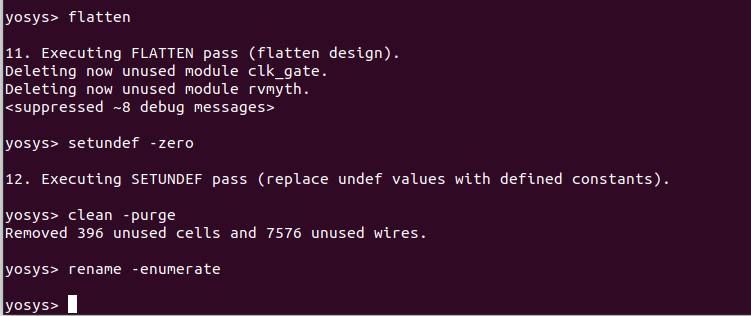 yosys> flatten
11. Executing FLATTEN pass (flatten design).
Deleting now unused module clk_gate.
Deleting now unused module rvmyth.
<suppressed ~8 debug messages>
yosys> setundef -zero
12. Executing SETUNDEF pass (replace undef values with defined constants).
yosys> clean -purge
Removed 396 unused cells and 7576 unused wires.
yosys> rename -enumerate
yosys>